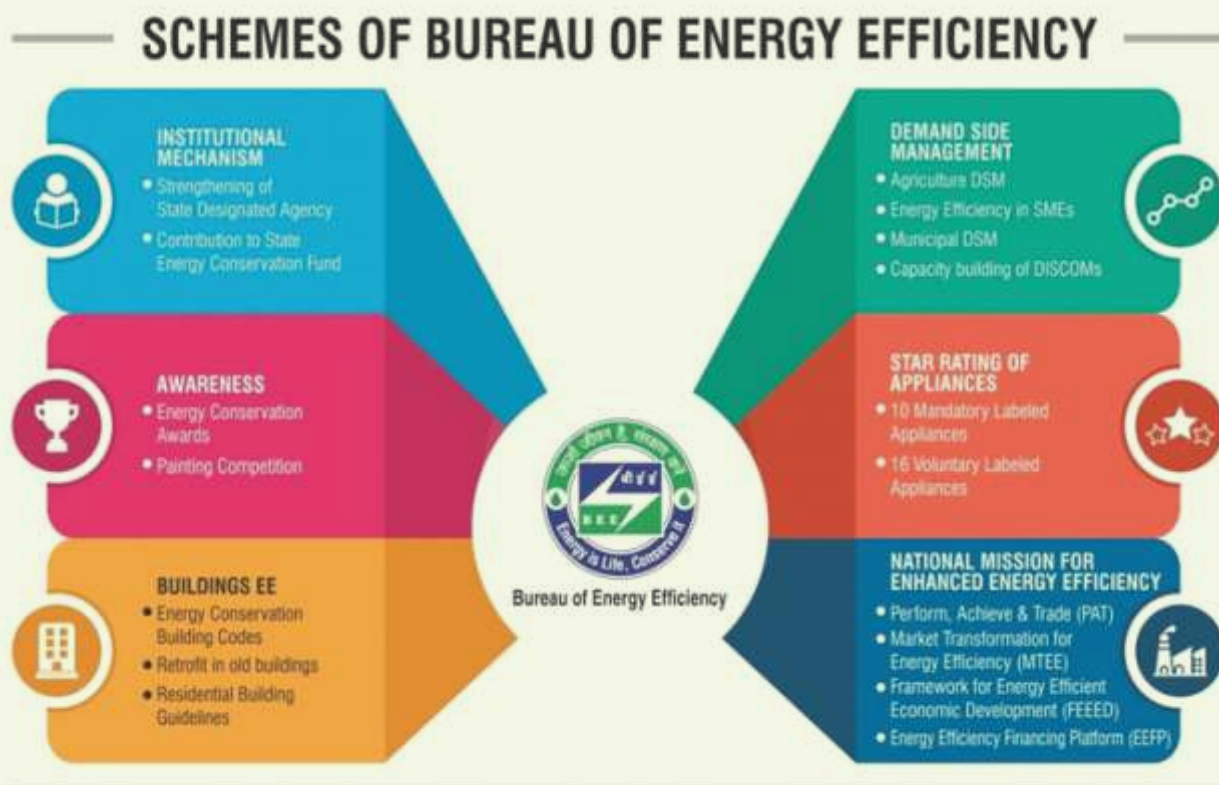 SCHEMES OF BUREAU OF ENERGY EFFICIENCY
INSTITUTIONAL
MECHANISM
• Strengthening of
State Designated Agency
• Contribution to State
Energy Conservation Fund
AWARENESS
• Energy Conservation
Awards
• Painting Competition
BUILDINGS EE
• Energy Conservation
Building Codes
• Retrofit in old buildings
• Residential Building
Guidelines
बीईई
BEE
Energy is Life, Conserve it
Bureau of Energy Efficiency
DEMAND SIDE
MANAGEMENT
• Agriculture DSM
• Energy Efficiency in SMEs
• Municipal DSM
• Capacity building of DISCOMs
STAR RATING OF
APPLIANCES
• 10 Mandatory Labeled
Appliances
• 16 Voluntary Labeled
Appliances
NATIONAL MISSION FOR
ENHANCED ENERGY EFFICIENCY
• Perform, Achieve & Trade (PAT)
• Market Transformation for
Energy Efficiency (MTEE)
• Framework for Energy Efficient
Economic Development (FEEED)
• Energy Efficiency Financing Platform (EEFP)